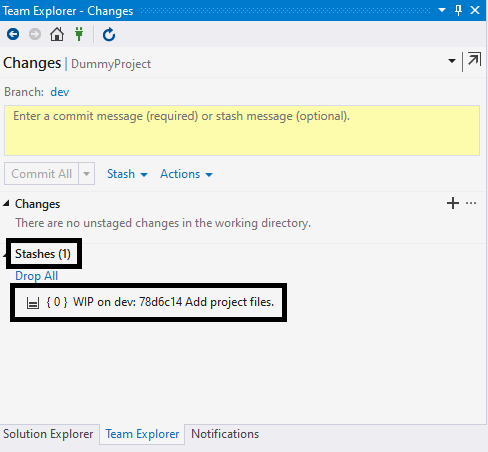 Team Explorer - Changes
Changes | DummyProject
Branch: dev
Enter a commit message (required) or stash message (optional).
Commit All Stash Actions
Changes
There are no unstaged changes in the working directory.
Stashes (1)
Drop All
{ 0 } WIP on dev: 78d6c14 Add project files.
Solution Explorer Team Explorer Notifications